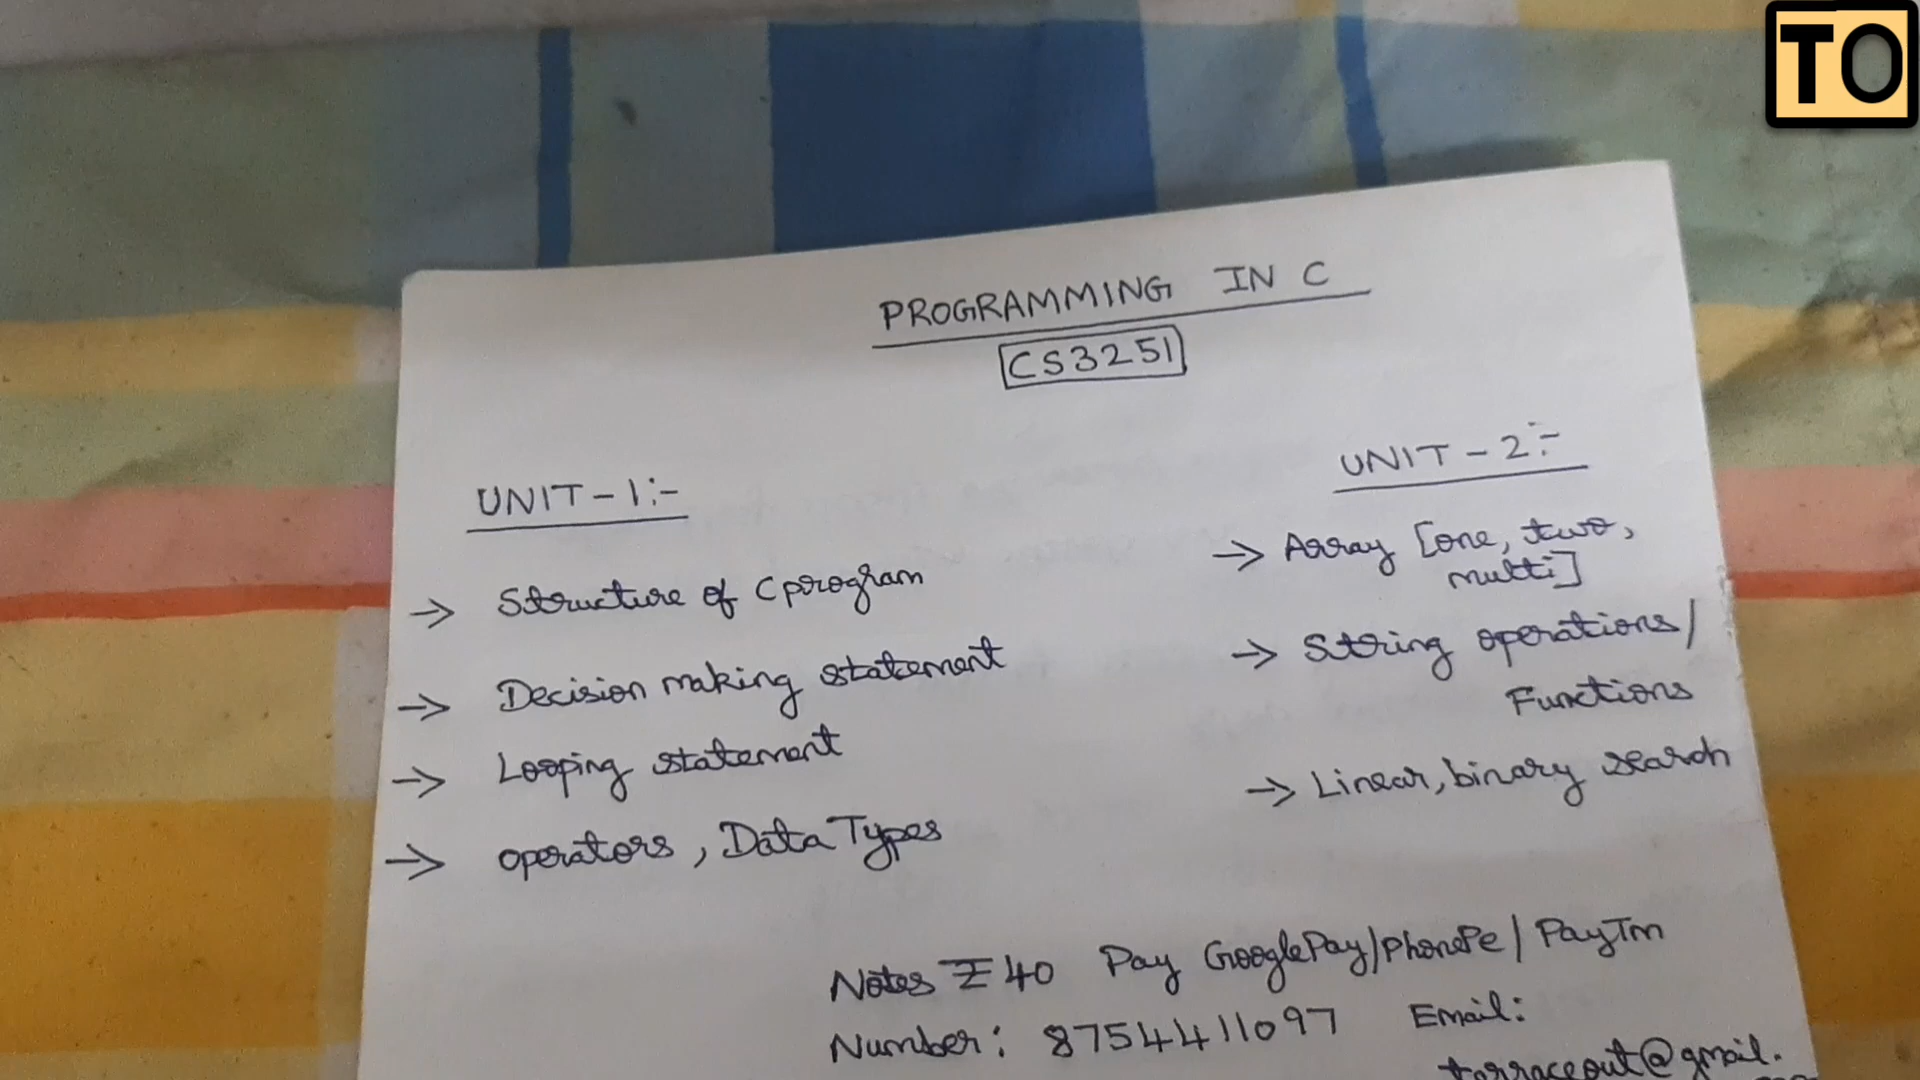 TO
PROGRAMMING IN C
CS3251
UNIT-1:-
→ Structure of C program
→ Decision making statement
→ Looping statement
→ operators, Data Types
UNIT-2:-
→ Array [one, two,
multi]
→ String operations/
Functions
→ Linear, binary search
Notes ₹40 Pay GooglePay/PhonePe/PayTm
Number: 8754411097 Email:
terraceout@gmail.